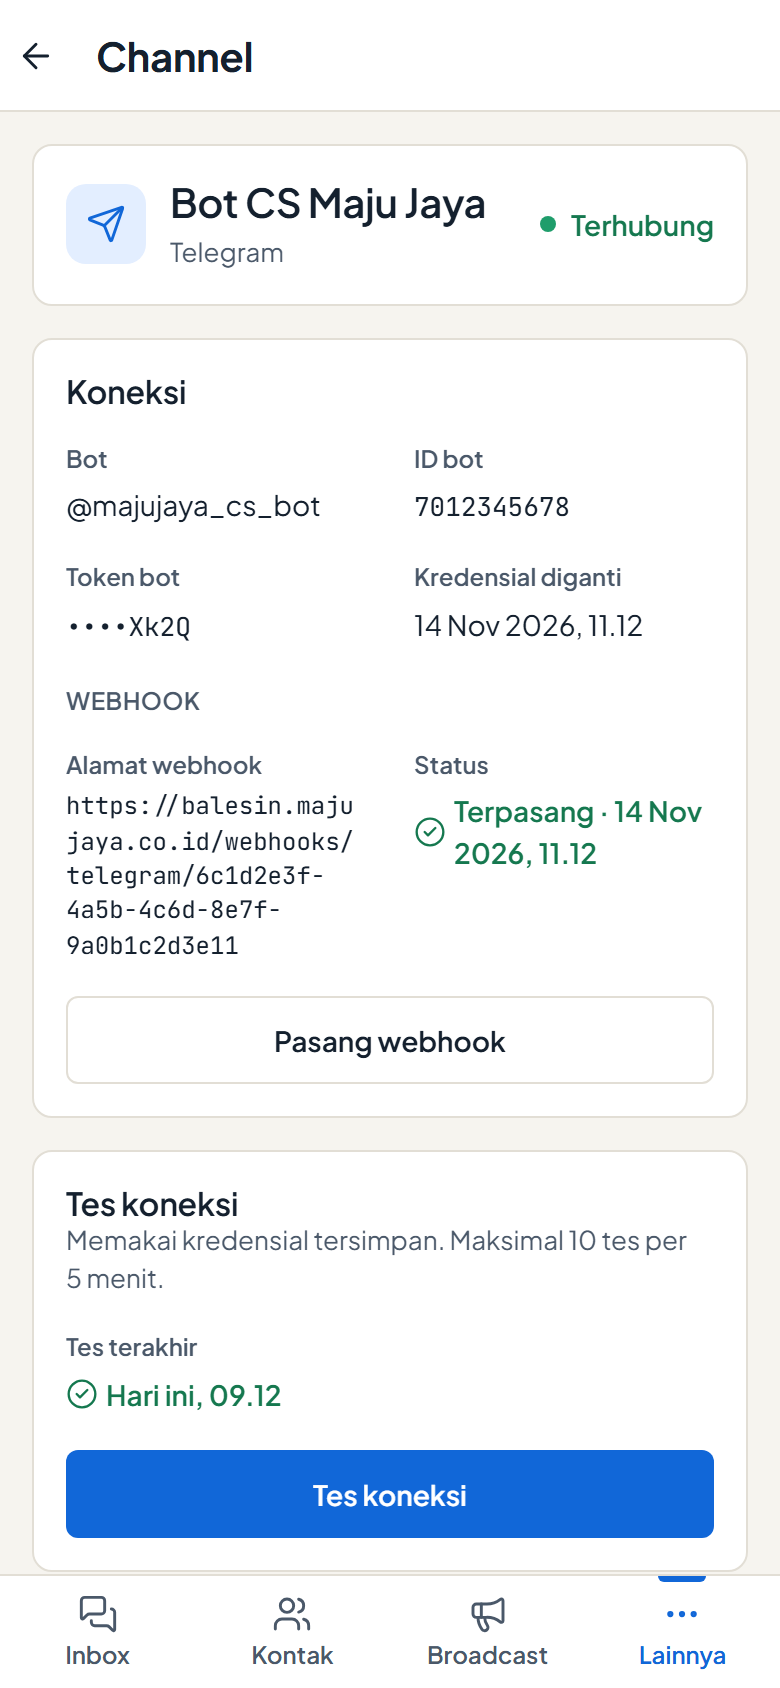 Channel
Bot CS Maju Jaya
Telegram
Terhubung
Koneksi
Bot
ID bot
@majujaya_cs_bot
7012345678
Token bot
Kredensial diganti
••••Xk2Q
14 Nov 2026, 11.12
WEBHOOK
Alamat webhook
https://balesin.maju
jaya.co.id/webhooks/
telegram/6c1d2e3f-
4a5b-4c6d-8e7f-
9a0b1c2d3e11
Status
Terpasang · 14 Nov
2026, 11.12
Pasang webhook
Tes koneksi
Memakai kredensial tersimpan. Maksimal 10 tes per
5 menit.
Tes terakhir
Hari ini, 09.12
Tes koneksi
Inbox
Kontak
Broadcast
Lainnya